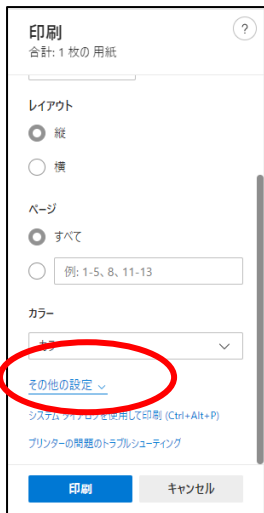 印刷
?
合計: 1 枚の 用紙
レイアウト
縦
横
ページ
すべて
例: 1-5、8、11-13
カラー
カラー
その他の設定
システム ダイアログを使用して印刷 (Ctrl+Alt+P)
プリンターの問題のトラブルシューティング
印刷 キャンセル